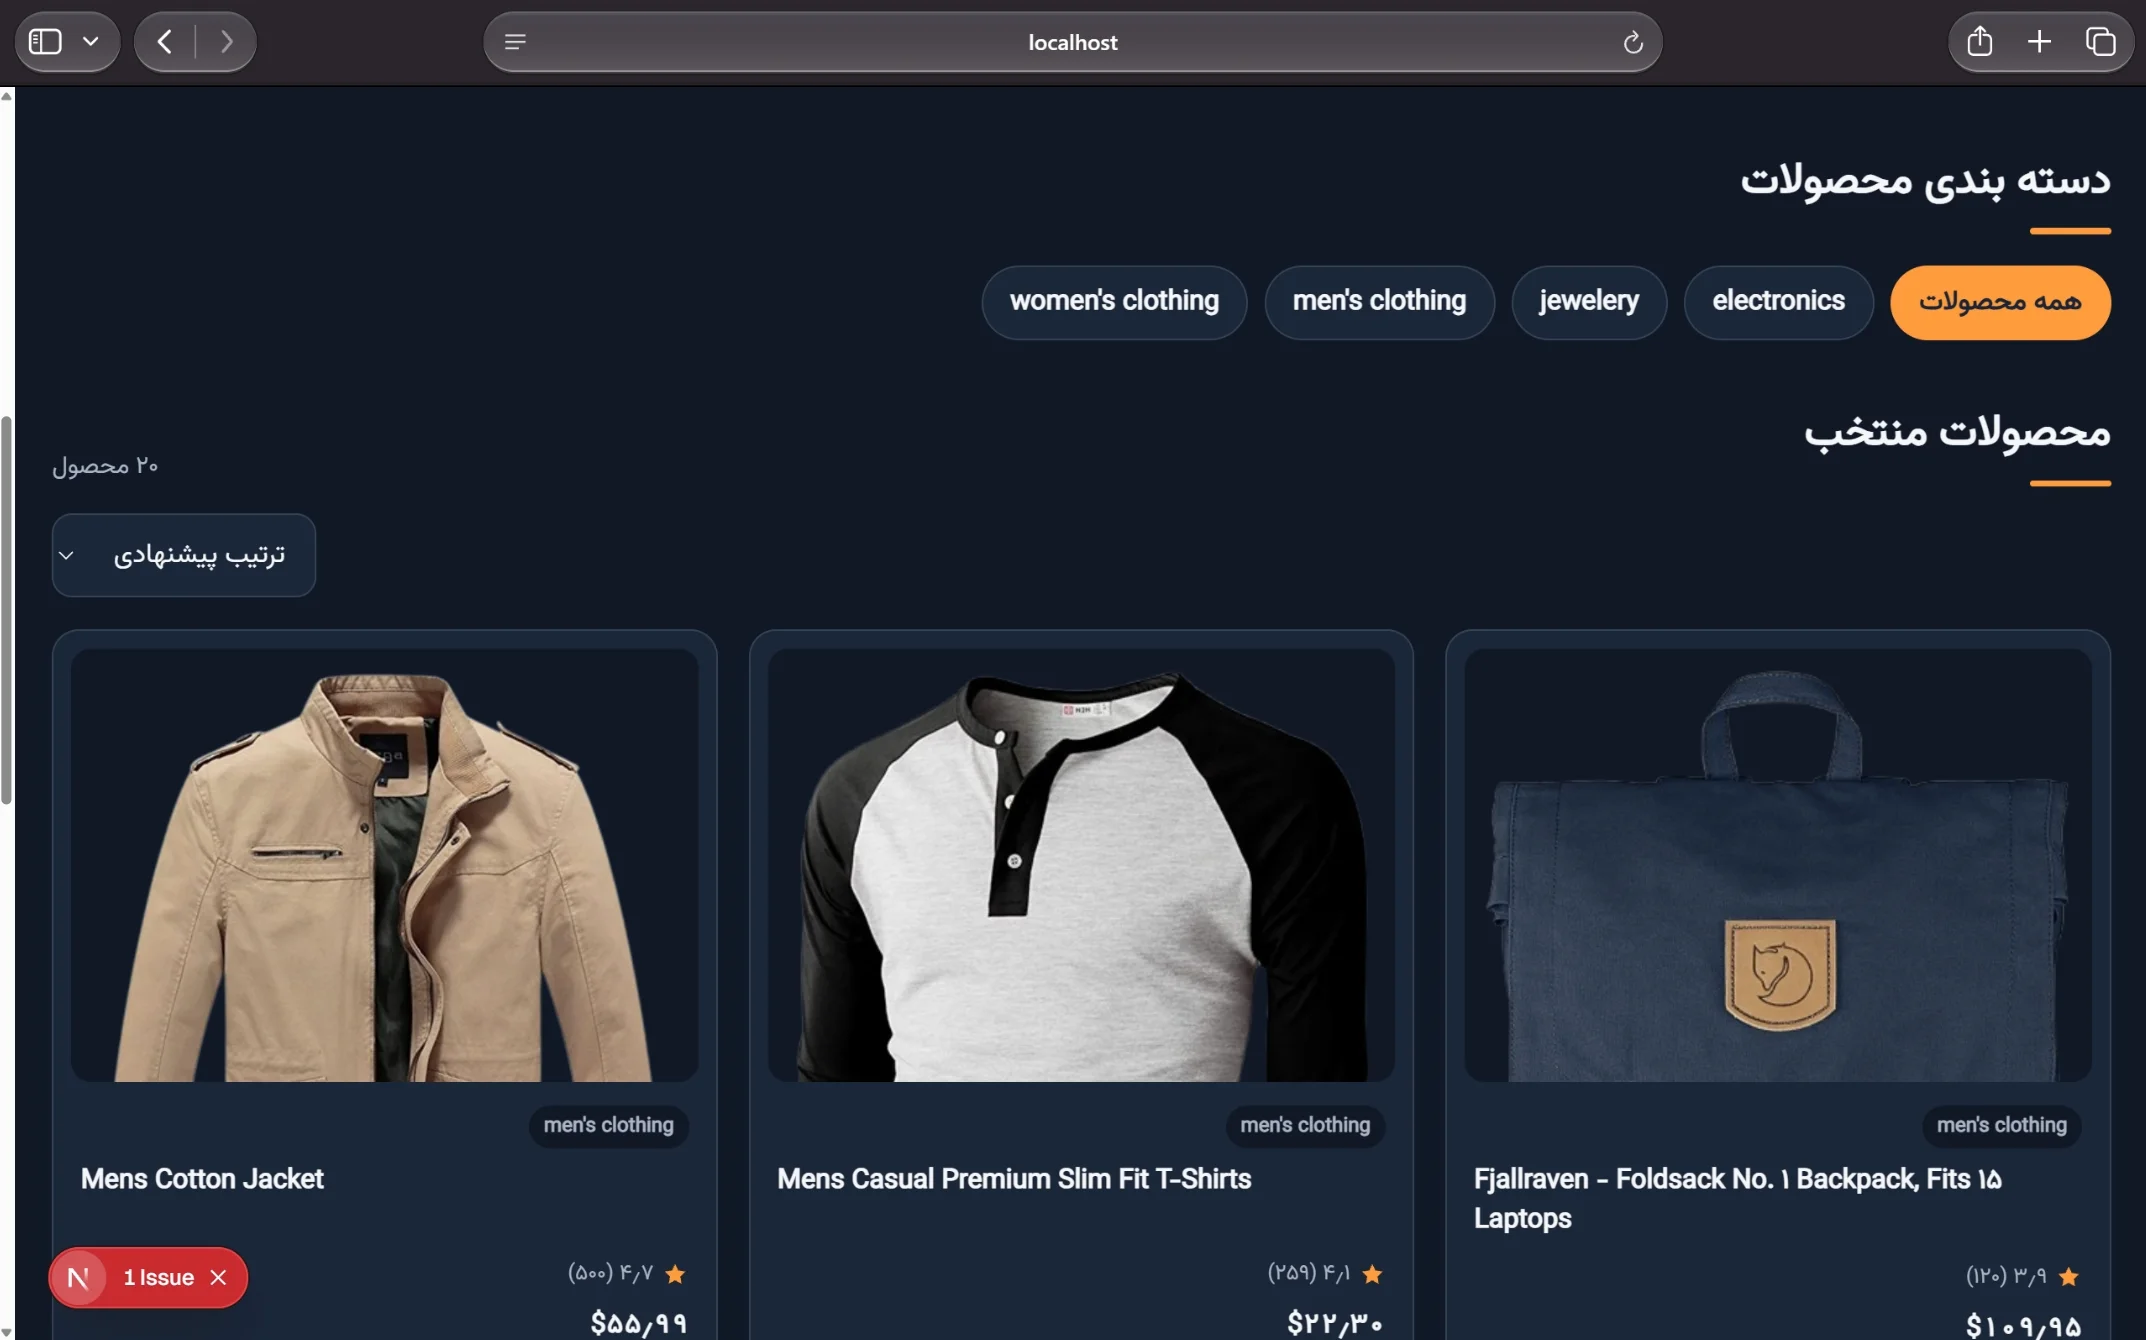 localhost
دسته بندی محصولات
همه محصولات
electronics
jewelery
men's clothing
women's clothing
محصولات منتخب
۲۰ محصول
ترتیب پیشنهادی
men's clothing
Fjallraven - Foldsack No. ۱ Backpack, Fits ۱۵
Laptops
۳٫۹ (۱۲۰)
$۱۰۹٫۹۵
men's clothing
Mens Casual Premium Slim Fit T-Shirts
۴٫۱ (۲۵۹)
$۲۲٫۳۰
men's clothing
Mens Cotton Jacket
۴٫۷ (۵۰۰)
$۵۵٫۹۹
N 1 Issue